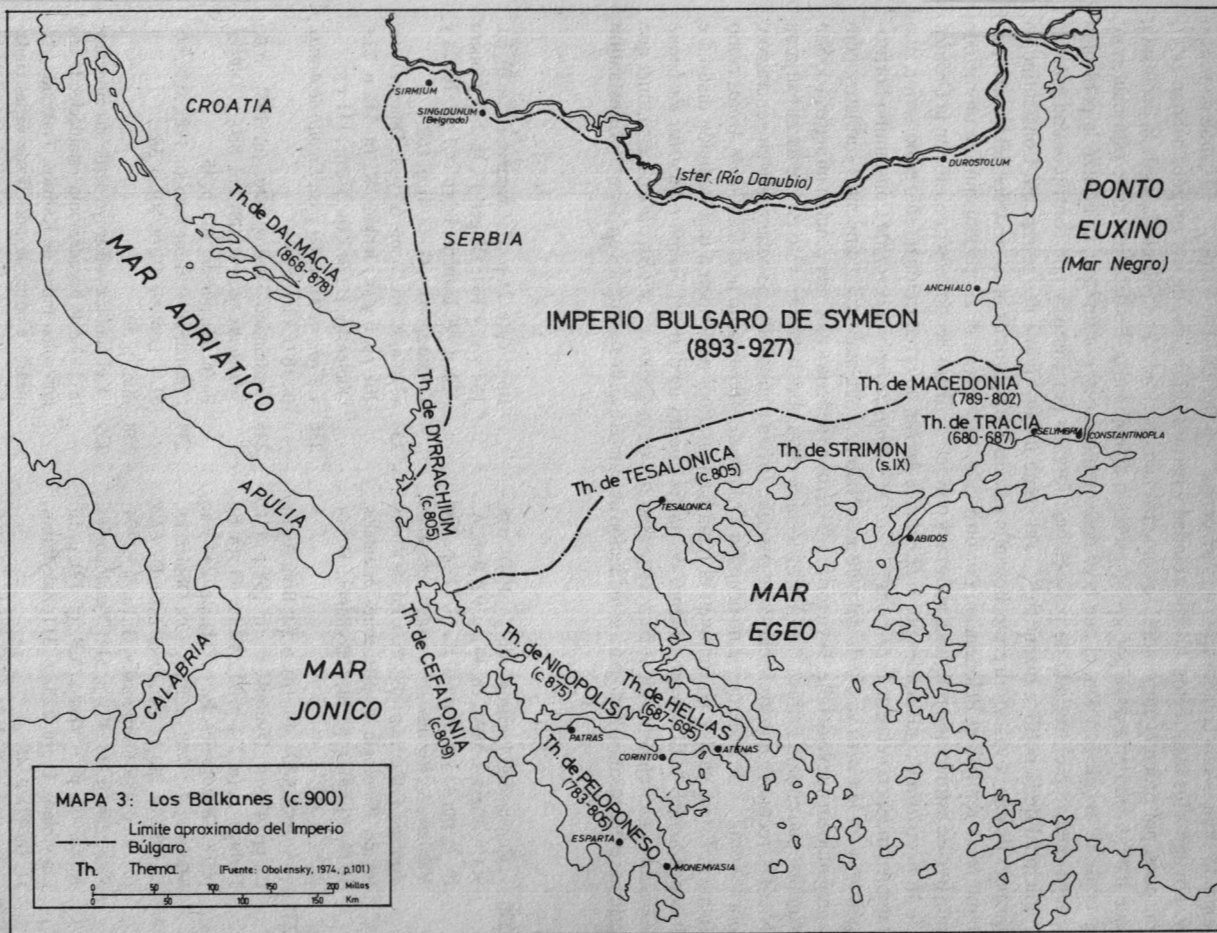 CROATIA
SIRMIUM
SINGIDUNUM
(Belgrado)
Ister (Río Danubio)
DUROSTOLUM
PONTO
EUXINO
(Mar Negro)
Th. de DALMACIA
(868-878)
SERBIA
MAR ADRIATICO
ANCHIALO
IMPERIO BULGARO DE SYMEON
(893-927)
Th. de MACEDONIA
(789-802)
Th. de TRACIA
(680-687)
SELYMBRIA
CONSTANTINOPLA
Th. de DYRRACHIUM
(c.805)
Th. de TESALONICA
(c.805)
Th. de STRIMON
(s.IX)
TESALONICA
APULIA
ABIDOS
MAR
EGEO
CALABRIA
MAR
JONICO
Th. de CEFALONIA
(c.809)
Th. de NICOPOLIS
(c.875)
Th. de HELLAS
(687-695)
PATRAS
CORINTO
ATENAS
Th. de PELOPONESO
(783-805)
ESPARTA
MONEMVASIA
MAPA 3: Los Balkanes (c.900)
Límite aproximado del Imperio
Búlgaro.
Th. Thema. (Fuente: Obolensky, 1974, p.101)
0 50 100 150 200 Millas
0 50 100 150 Km